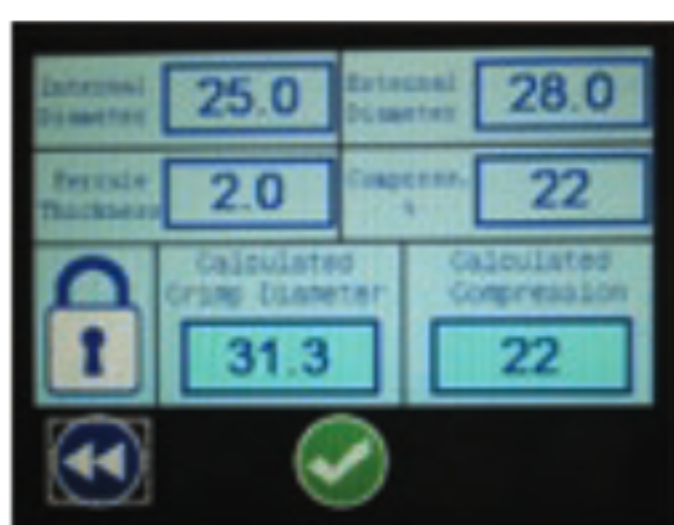 Internal
Diameter
25.0
External
Diameter
28.0
Ferrule
Thickness
2.0
Compress.
%
22
Calculated
Crimp Diameter
31.3
Calculated
Compression
22